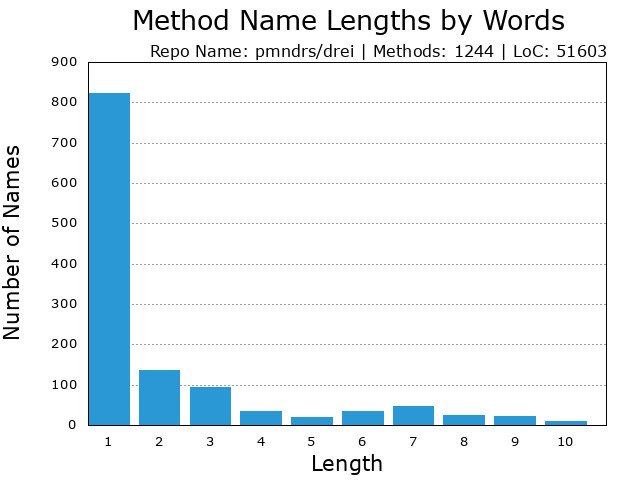 Method Name Lengths by Words
Repo Name: pmndrs/drei | Methods: 1244 | LoC: 51603
Number of Names
900
800
700
600
500
400
300
200
100
0
1 2 3 4 5 6 7 8 9 10
Length